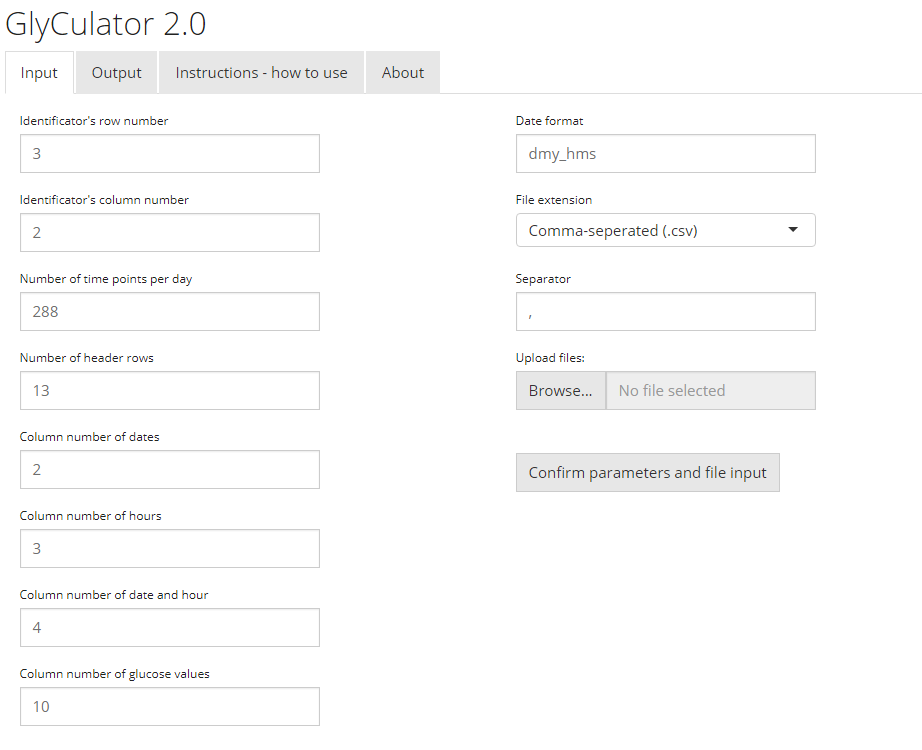 GlyCulator 2.0
Input
Output
Instructions - how to use
About
Identificator's row number
3
Identificator's column number
2
Number of time points per day
288
Number of header rows
13
Column number of dates
2
Column number of hours
3
Column number of date and hour
4
Column number of glucose values
10
Date format
dmy_hms
File extension
Comma-seperated (.csv)
Separator
,
Upload files:
Browse...
No file selected
Confirm parameters and file input